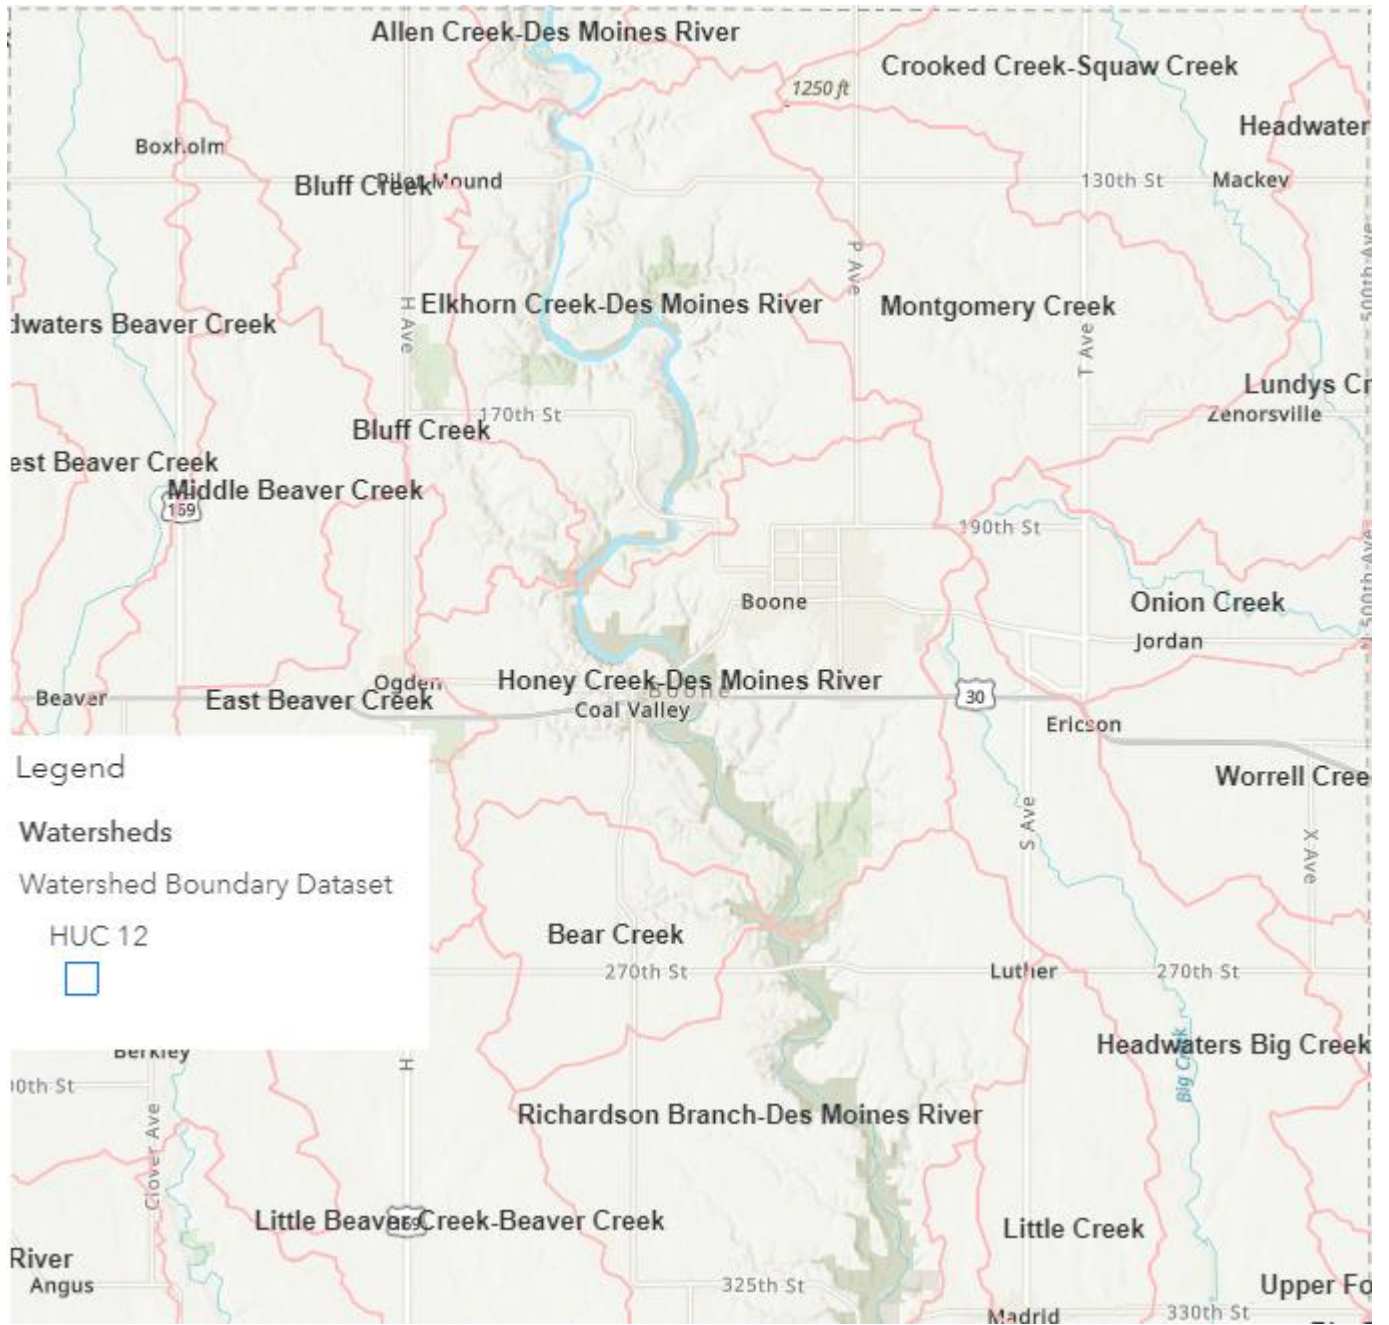 Allen Creek-Des Moines River
Crooked Creek-Squaw Creek
1250 ft
Headwater
Boxholm
Bluff Creek
Pilot Mound
130th St
Mackey
P Ave
500th Ave
H Ave
Elkhorn Creek-Des Moines River
Montgomery Creek
dwaters Beaver Creek
T Ave
Lundys Cr
Zenorsville
170th St
Bluff Creek
est Beaver Creek
Middle Beaver Creek
169
190th St
N 500th Ave
Boone
Onion Creek
Jordan
Ogden
Honey Creek-Des Moines River
Boone
Beaver
East Beaver Creek
30
Coal Valley
Ericson
Legend
Worrell Cree
Watersheds
S Ave
X Ave
Watershed Boundary Dataset
HUC 12
Bear Creek
270th St
Luther
270th St
Headwaters Big Creek
Big Creek
Berkley
H
00th St
Clover Ave
Richardson Branch-Des Moines River
Little Beaver Creek-Beaver Creek
169
Little Creek
River
Angus
325th St
Upper Fo
Madrid
330th St